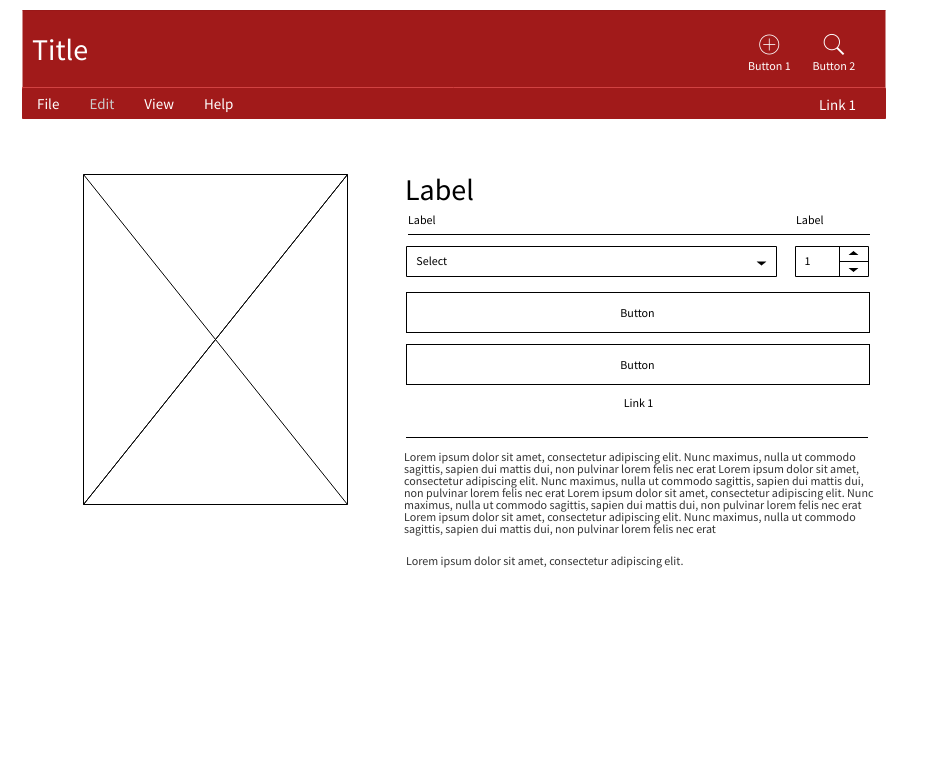 Title
Button 1
Button 2
File
Edit
View
Help
Link 1
Label
Label
Label
Select
1
Button
Button
Link 1
Lorem ipsum dolor sit amet, consectetur adipiscing elit. Nunc maximus, nulla ut commodo
sagittis, sapien dui mattis dui, non pulvinar lorem felis nec erat Lorem ipsum dolor sit amet,
consectetur adipiscing elit. Nunc maximus, nulla ut commodo sagittis, sapien dui mattis dui,
non pulvinar lorem felis nec erat Lorem ipsum dolor sit amet, consectetur adipiscing elit. Nunc
maximus, nulla ut commodo sagittis, sapien dui mattis dui, non pulvinar lorem felis nec erat
Lorem ipsum dolor sit amet, consectetur adipiscing elit. Nunc maximus, nulla ut commodo
sagittis, sapien dui mattis dui, non pulvinar lorem felis nec erat
Lorem ipsum dolor sit amet, consectetur adipiscing elit.